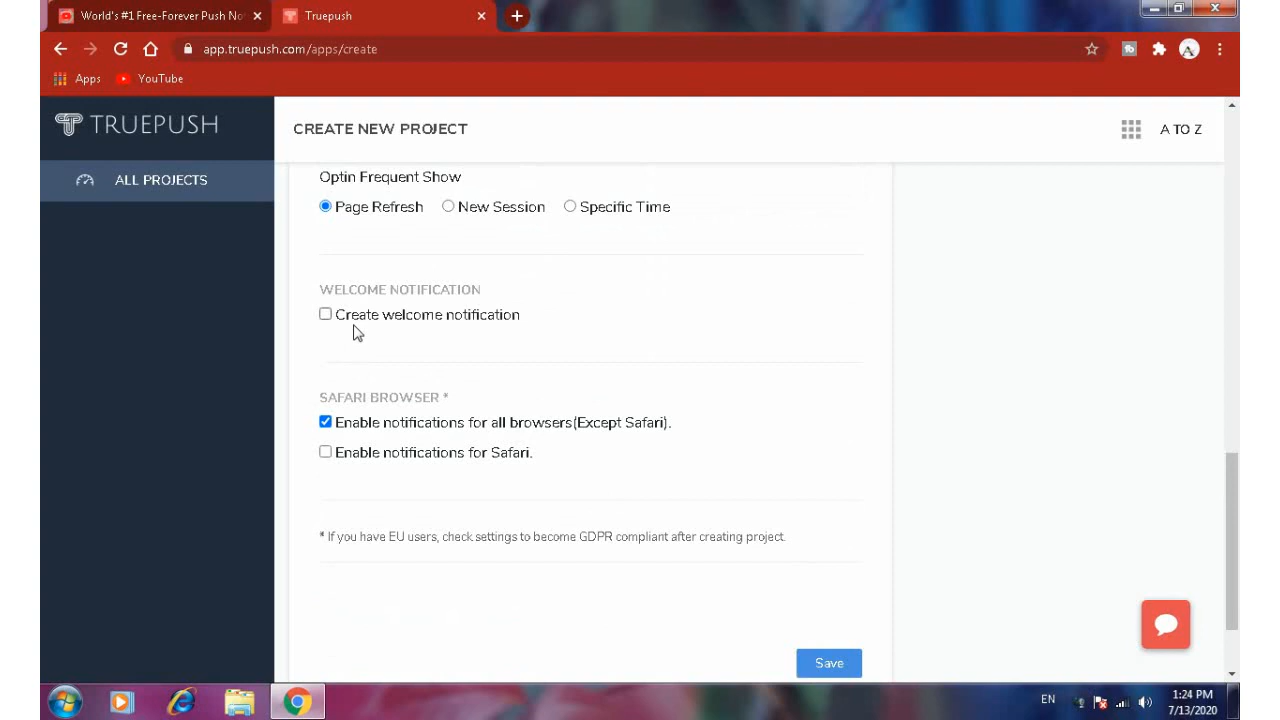 World's #1 Free-Forever Push No
Truepush
app.truepush.com/apps/create
Apps
YouTube
TRUEPUSH
CREATE NEW PROJECT
A TO Z
ALL PROJECTS
Optin Frequent Show
Page Refresh
New Session
Specific Time
WELCOME NOTIFICATION
Create welcome notification
SAFARI BROWSER *
Enable notifications for all browsers(Except Safari).
Enable notifications for Safari.
* If you have EU users, check settings to become GDPR compliant after creating project.
Save
EN
1:24 PM
7/13/2020